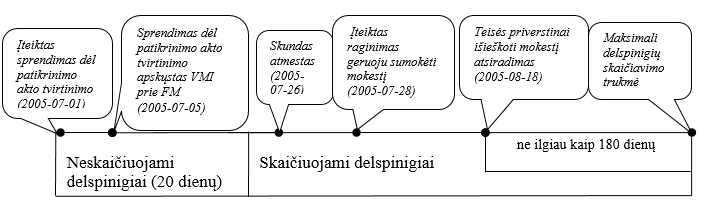 Įteiktas
sprendimas dėl
patikrinimo
akto tvirtinimo
(2005-07-01)
Sprendimas dėl
patikrinimo akto
tvirtinimo
apskųstas VMI
prie FM
(2005-07-05)
Skundas
atmestas
(2005-
07-26)
Įteiktas
raginimas
geruoju sumokėti
mokestį
(2005-07-28)
Teisės priverstinai
išieškoti mokestį
atsiradimas
(2005-08-18)
Maksimali
delspinigių
skaičiavimo
trukmė
Neskaičiuojami
delspinigiai (20 dienų)
Skaičiuojami delspinigiai
ne ilgiau kaip 180 dienų